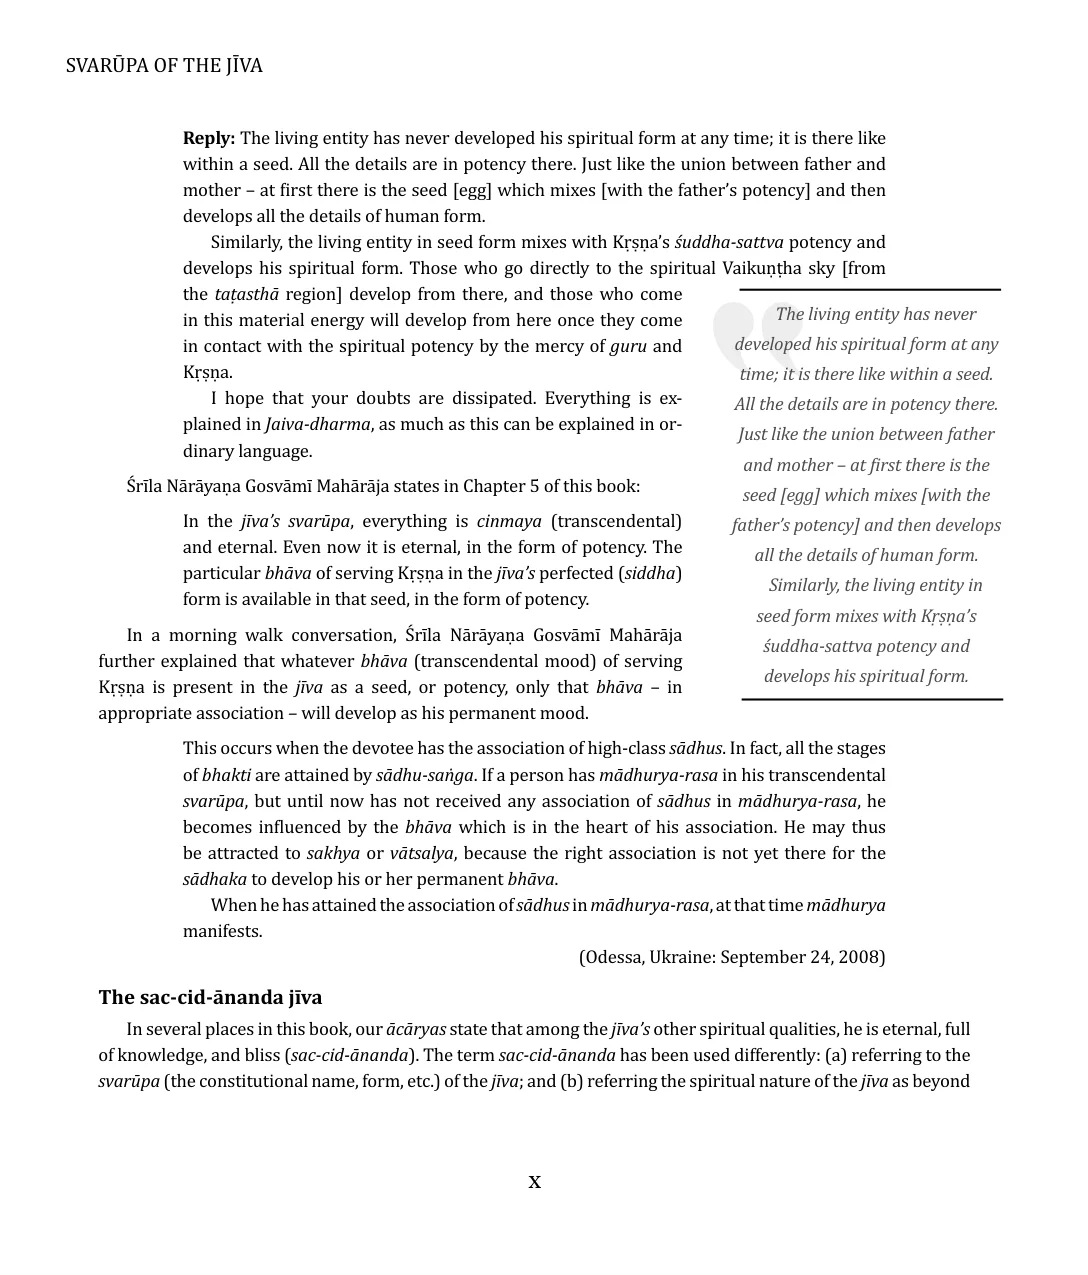 SVARŪPA OF THE JĪVA
Reply: The living entity has never developed his spiritual form at any time; it is there like
within a seed. All the details are in potency there. Just like the union between father and
mother – at first there is the seed [egg] which mixes [with the father’s potency] and then
develops all the details of human form.
Similarly, the living entity in seed form mixes with Kṛṣṇa’s śuddha-sattva potency and
develops his spiritual form. Those who go directly to the spiritual Vaikuṇṭha sky [from
the taṭasthā region] develop from there, and those who come
in this material energy will develop from here once they come
in contact with the spiritual potency by the mercy of guru and
Kṛṣṇa.
I hope that your doubts are dissipated. Everything is ex-
plained in Jaiva-dharma, as much as this can be explained in or-
dinary language.
Śrīla Nārāyaṇa Gosvāmī Mahārāja states in Chapter 5 of this book:
In the jīva’s svarūpa, everything is cinmaya (transcendental)
and eternal. Even now it is eternal, in the form of potency. The
particular bhāva of serving Kṛṣṇa in the jīva’s perfected (siddha)
form is available in that seed, in the form of potency.
In a morning walk conversation, Śrīla Nārāyaṇa Gosvāmī Mahārāja
further explained that whatever bhāva (transcendental mood) of serving
Kṛṣṇa is present in the jīva as a seed, or potency, only that bhāva – in
appropriate association – will develop as his permanent mood.
The living entity has never
developed his spiritual form at any
time; it is there like within a seed.
All the details are in potency there.
Just like the union between father
and mother – at first there is the
seed [egg] which mixes [with the
father’s potency] and then develops
all the details of human form.
Similarly, the living entity in
seed form mixes with Kṛṣṇa’s
śuddha-sattva potency and
develops his spiritual form.
This occurs when the devotee has the association of high-class sādhus. In fact, all the stages
of bhakti are attained by sādhu-saṅga. If a person has mādhurya-rasa in his transcendental
svarūpa, but until now has not received any association of sādhus in mādhurya-rasa, he
becomes influenced by the bhāva which is in the heart of his association. He may thus
be attracted to sakhya or vātsalya, because the right association is not yet there for the
sādhaka to develop his or her permanent bhāva.
When he has attained the association of sādhus in mādhurya-rasa, at that time mādhurya
manifests.
(Odessa, Ukraine: September 24, 2008)
The sac-cid-ānanda jīva
In several places in this book, our ācāryas state that among the jīva’s other spiritual qualities, he is eternal, full
of knowledge, and bliss (sac-cid-ānanda). The term sac-cid-ānanda has been used differently: (a) referring to the
svarūpa (the constitutional name, form, etc.) of the jīva; and (b) referring the spiritual nature of the jīva as beyond
x